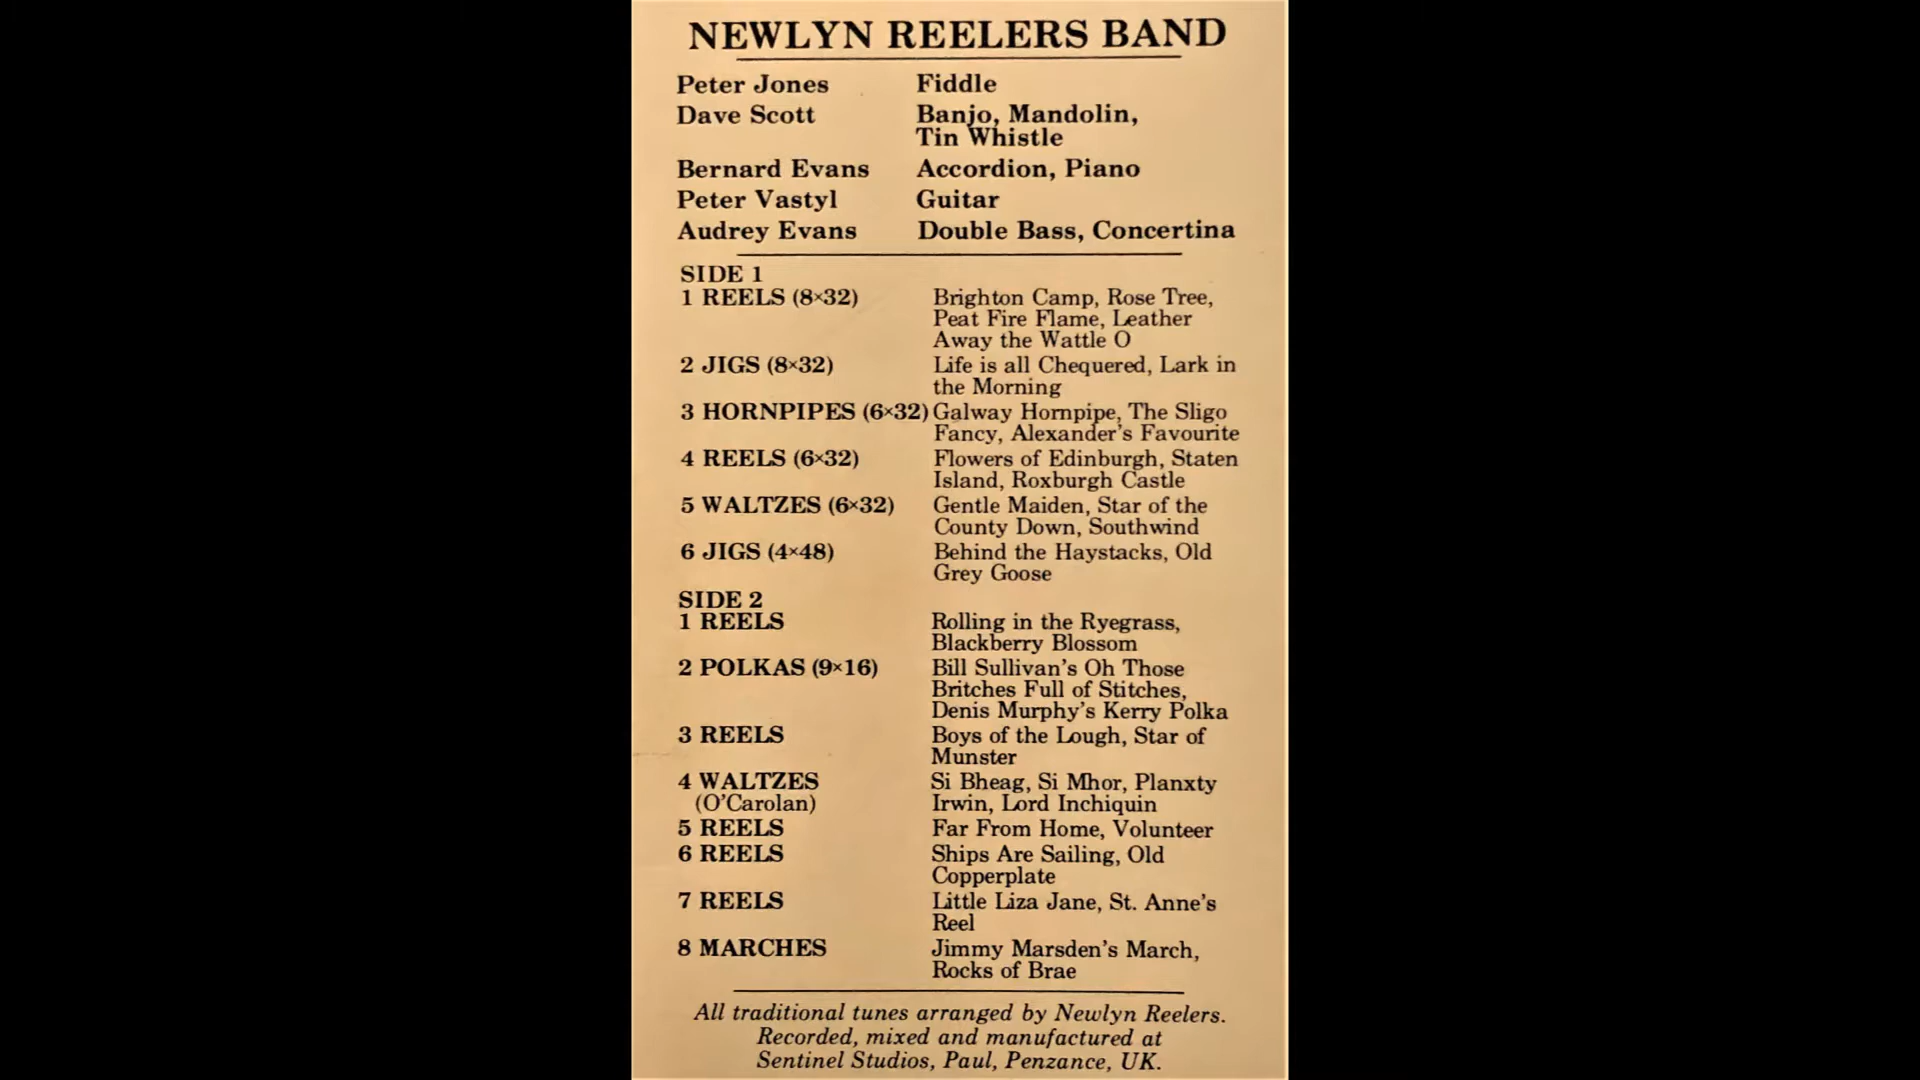 NEWLYN REELERS BAND
Peter Jones Fiddle
Dave Scott Banjo, Mandolin,
Tin Whistle
Bernard Evans Accordion, Piano
Peter Vastyl Guitar
Audrey Evans Double Bass, Concertina
SIDE 1
1 REELS (8×32) Brighton Camp, Rose Tree,
Peat Fire Flame, Leather
Away the Wattle O
2 JIGS (8×32) Life is all Chequered, Lark in
the Morning
3 HORNPIPES (6×32) Galway Hornpipe, The Sligo
Fancy, Alexander's Favourite
4 REELS (6×32) Flowers of Edinburgh, Staten
Island, Roxburgh Castle
5 WALTZES (6×32) Gentle Maiden, Star of the
County Down, Southwind
6 JIGS (4×48) Behind the Haystacks, Old
Grey Goose
SIDE 2
1 REELS Rolling in the Ryegrass,
Blackberry Blossom
2 POLKAS (9×16) Bill Sullivan's Oh Those
Britches Full of Stitches,
Denis Murphy's Kerry Polka
3 REELS Boys of the Lough, Star of
Munster
4 WALTZES Si Bheag, Si Mhor, Planxty
(O'Carolan) Irwin, Lord Inchiquin
5 REELS Far From Home, Volunteer
6 REELS Ships Are Sailing, Old
Copperplate
7 REELS Little Liza Jane, St. Anne's
Reel
8 MARCHES Jimmy Marsden's March,
Rocks of Brae
All traditional tunes arranged by Newlyn Reelers.
Recorded, mixed and manufactured at
Sentinel Studios, Paul, Penzance, UK.